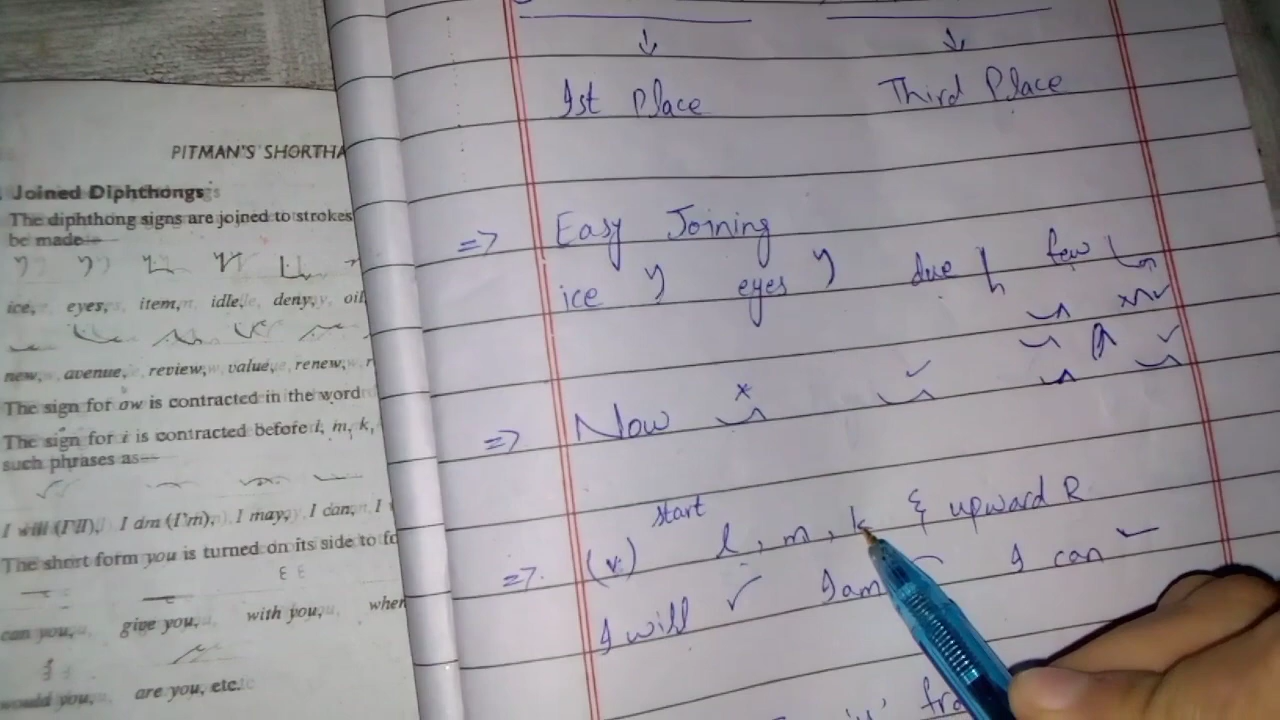 PITMAN'S SHORTHA
Joined Diphthongs
The diphthong signs are joined to strokes
be made
ice, eyes, item, idle, deny, oil
new, avenue, review, value, renew,
The sign for ow is contracted in the word
The sign for i is contracted before l, m, k,
such phrases as—
I will (I'll), I am (I'm), I may, I can, I
The short form you is turned on its side to fo
can you, give you, with you, when
would you, are you, etc.
1st Place Third Place
=> Easy Joining
ice eyes due few
=> Now
start
=> (v) l, m, k & upward R
I will I am I can